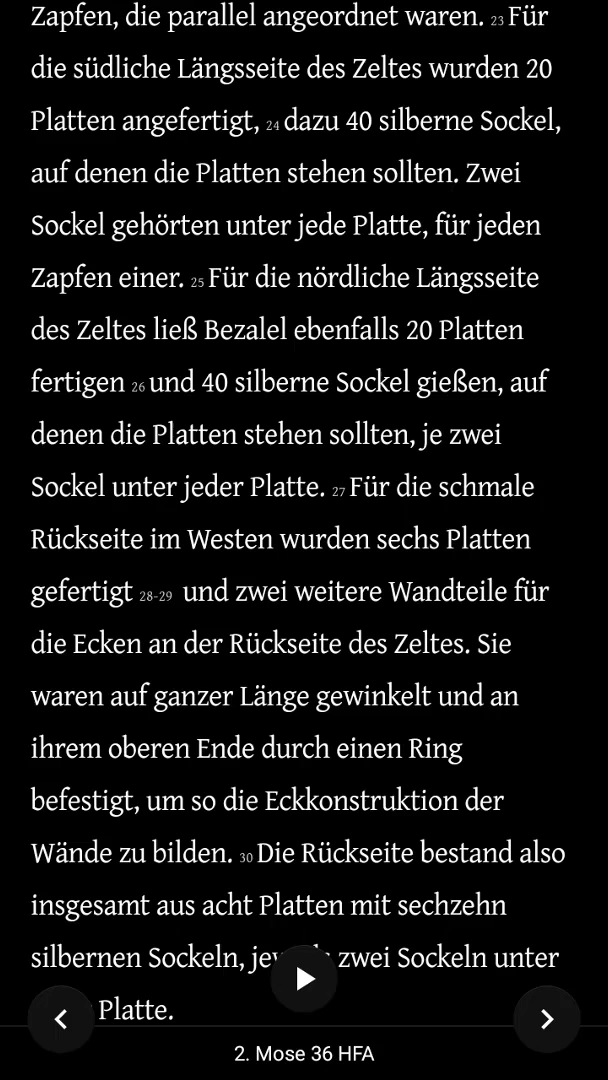 Zapfen, die parallel angeordnet waren. 23 Für
die südliche Längsseite des Zeltes wurden 20
Platten angefertigt, 24 dazu 40 silberne Sockel,
auf denen die Platten stehen sollten. Zwei
Sockel gehörten unter jede Platte, für jeden
Zapfen einer. 25 Für die nördliche Längsseite
des Zeltes ließ Bezalel ebenfalls 20 Platten
fertigen 26 und 40 silberne Sockel gießen, auf
denen die Platten stehen sollten, je zwei
Sockel unter jeder Platte. 27 Für die schmale
Rückseite im Westen wurden sechs Platten
gefertigt 28-29 und zwei weitere Wandteile für
die Ecken an der Rückseite des Zeltes. Sie
waren auf ganzer Länge gewinkelt und an
ihrem oberen Ende durch einen Ring
befestigt, um so die Eckkonstruktion der
Wände zu bilden. 30 Die Rückseite bestand also
insgesamt aus acht Platten mit sechzehn
silbernen Sockeln, zwei Sockeln unter
Platte.
2. Mose 36 HFA